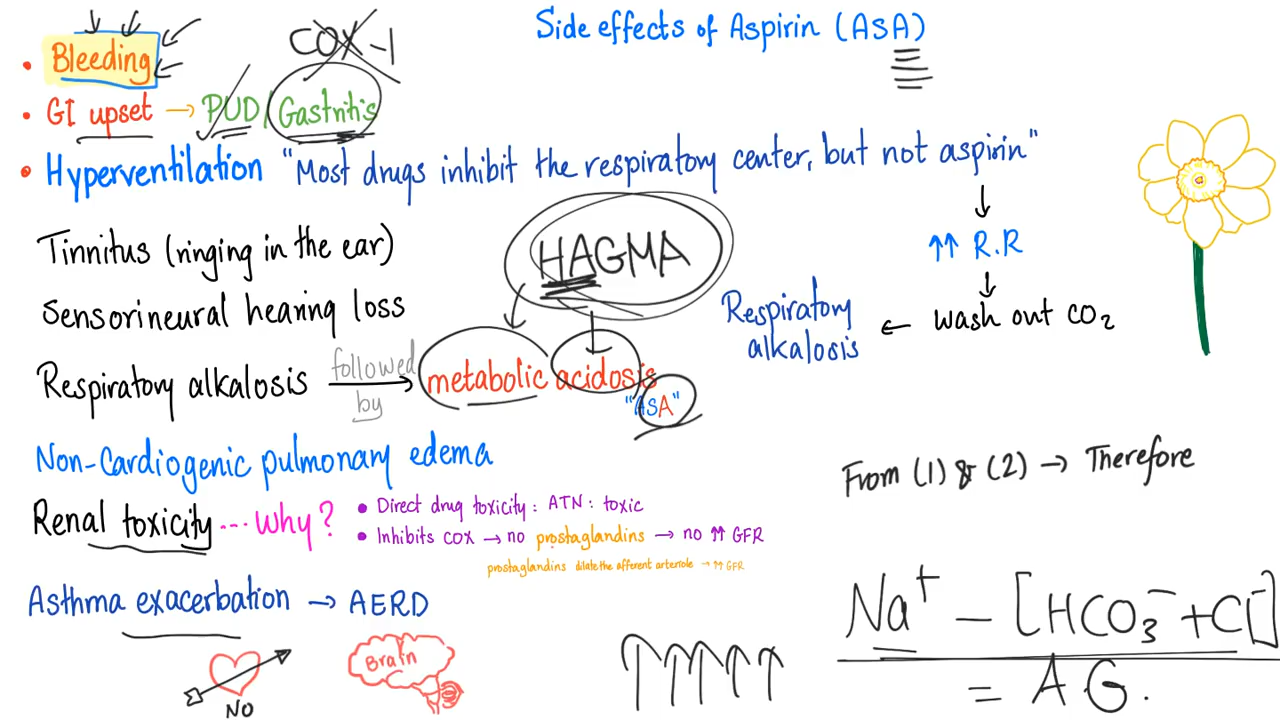 Side effects of Aspirin (ASA)
• Bleeding
COX-1
• GI upset → PUD / Gastritis
• Hyperventilation "Most drugs inhibit the respiratory center, but not aspirin"
↑↑ R.R
wash out CO2
Respiratory alkalosis
HAGMA
Tinnitus (ringing in the ear)
Sensorineural hearing loss
Respiratory alkalosis followed by → metabolic acidosis
"ASA"
Non-Cardiogenic pulmonary edema
From (1) & (2) → Therefore
Renal toxicity ... why?
• Direct drug toxicity : ATN : toxic
• Inhibits COX → no prostaglandins → no ↑↑ GFR
prostaglandins dilate the afferent arteriole → ↑↑ GFR
Asthma exacerbation → AERD
NO
Brain
Na+ – [HCO3– + Cl–]
= AG.